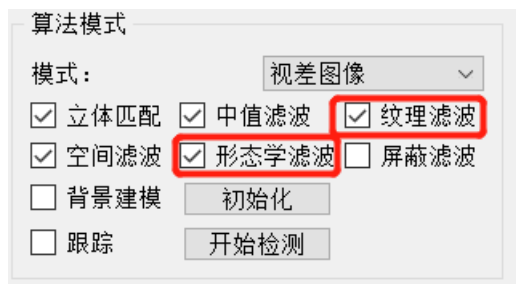 算法模式
模式: 视差图像
立体匹配 中值滤波 纹理滤波
空间滤波 形态学滤波 屏蔽滤波
背景建模 初始化
跟踪 开始检测